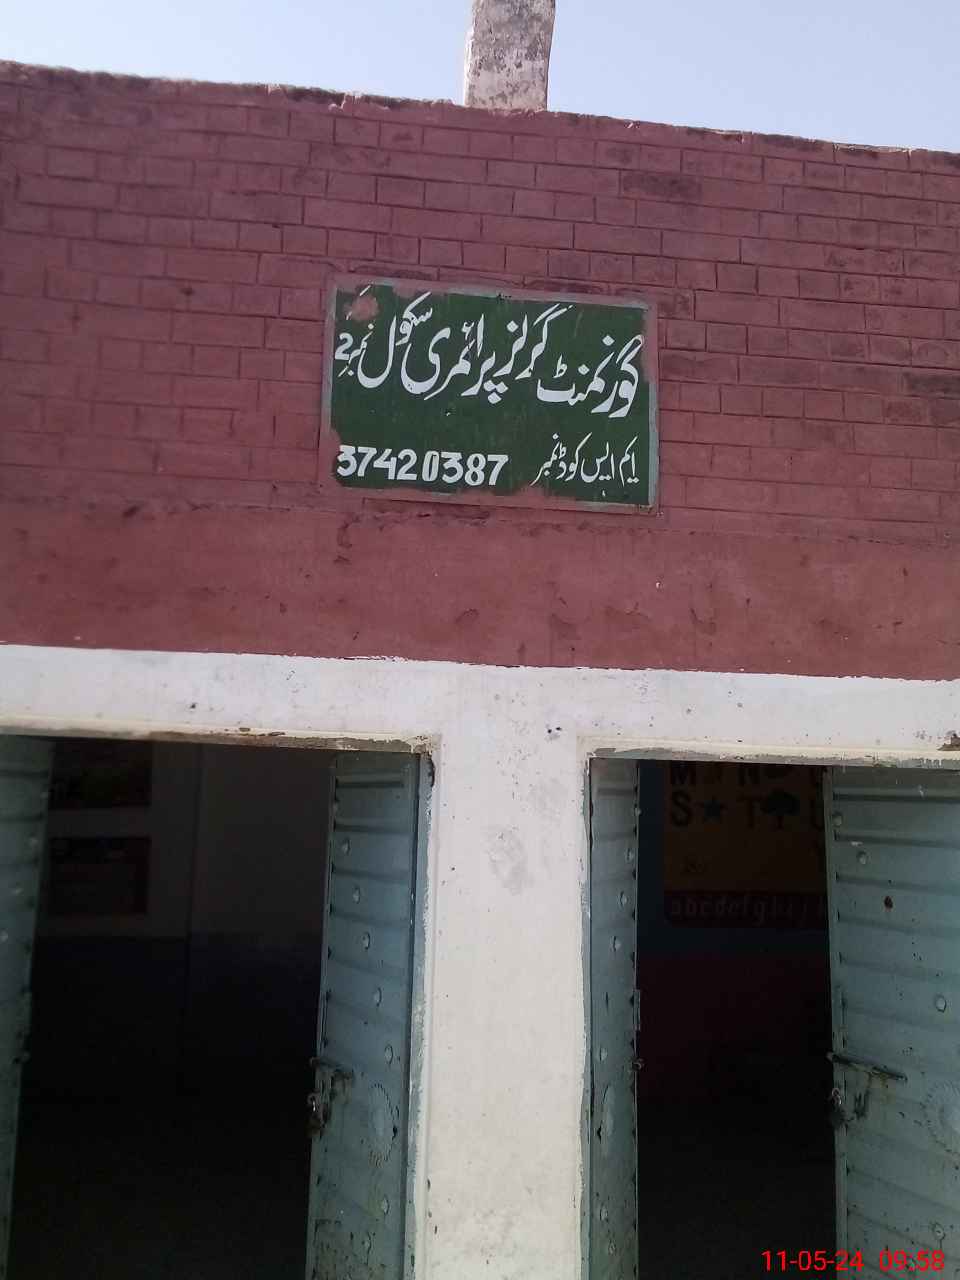 گورنمنٹ گرلز پرائمری سکول نمبر 2
ایم ایس کوڈ نمبر 37420387
M N
S ★ T U
abcdefghij
11-05-24 09:58